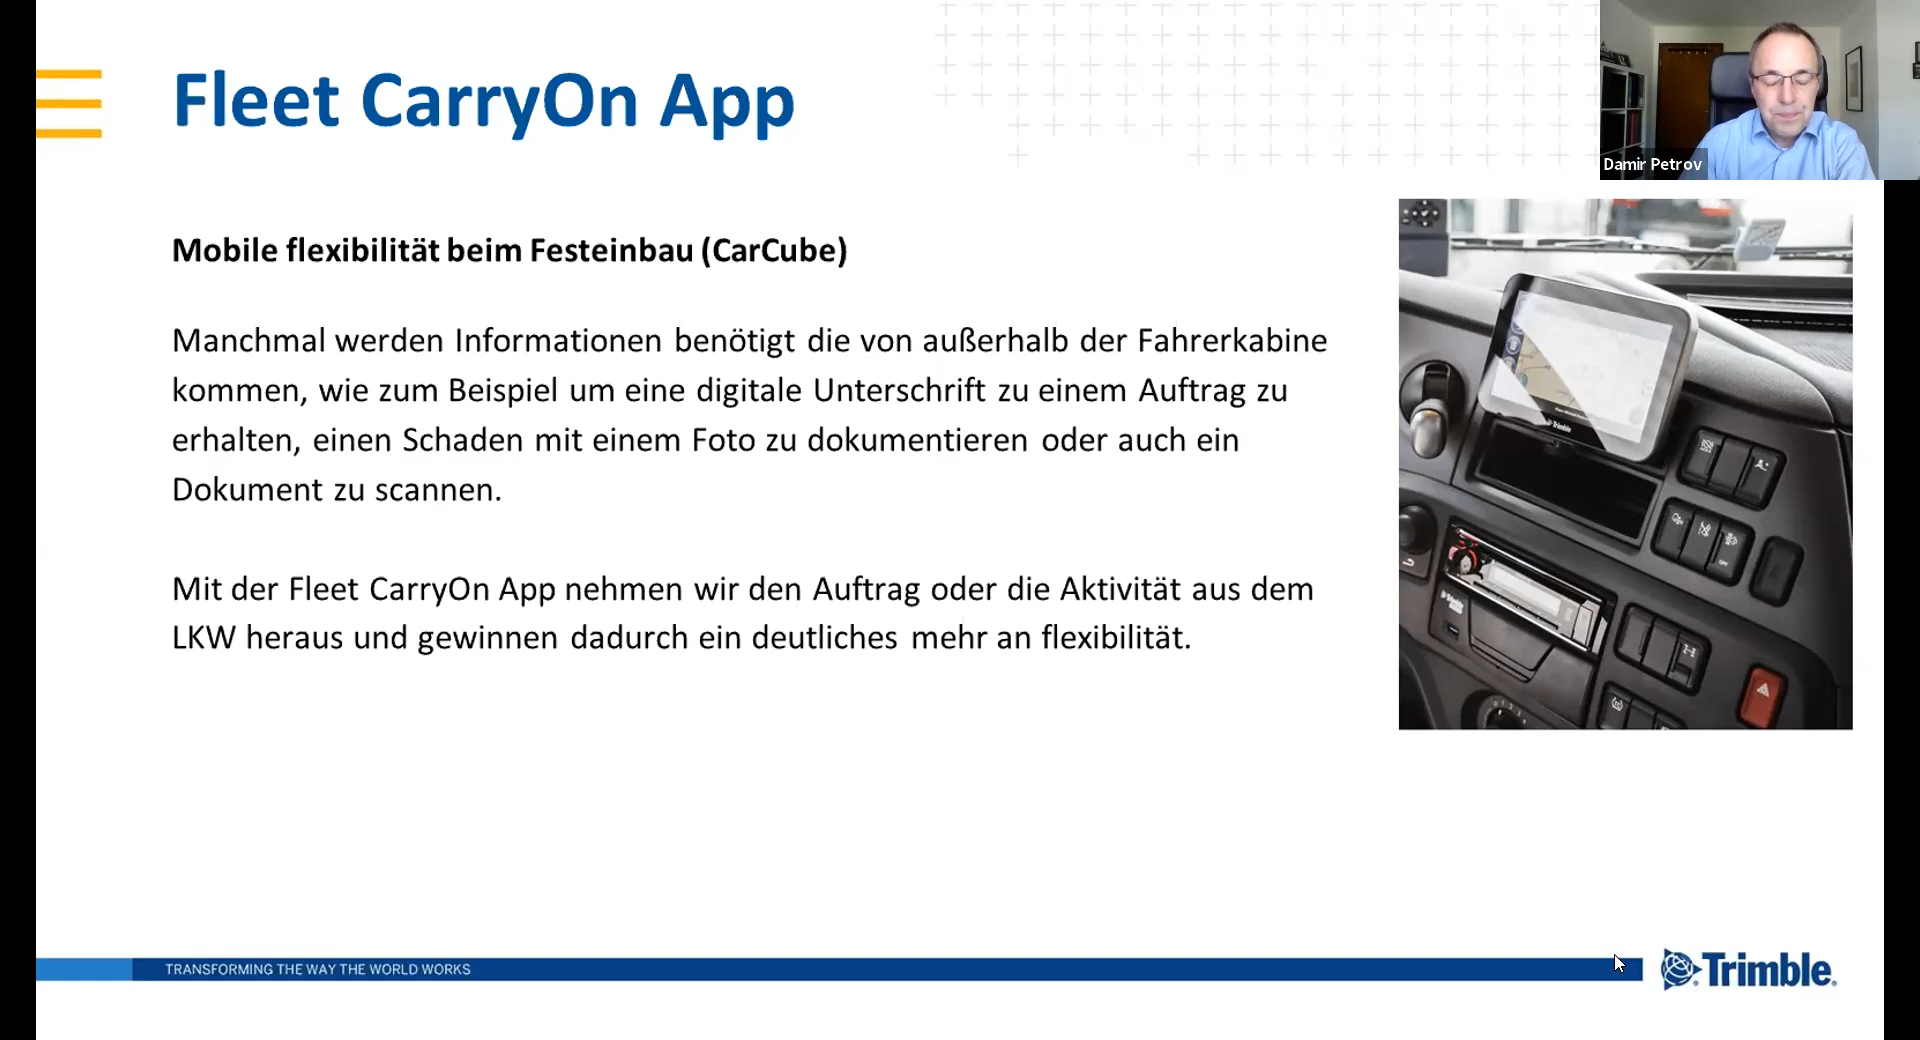 Fleet CarryOn App
Damir Petrov
Mobile flexibilität beim Festeinbau (CarCube)
Manchmal werden Informationen benötigt die von außerhalb der Fahrerkabine
kommen, wie zum Beispiel um eine digitale Unterschrift zu einem Auftrag zu
erhalten, einen Schaden mit einem Foto zu dokumentieren oder auch ein
Dokument zu scannen.
Mit der Fleet CarryOn App nehmen wir den Auftrag oder die Aktivität aus dem
LKW heraus und gewinnen dadurch ein deutliches mehr an flexibilität.
Trimble
TRANSFORMING THE WAY THE WORLD WORKS
Trimble